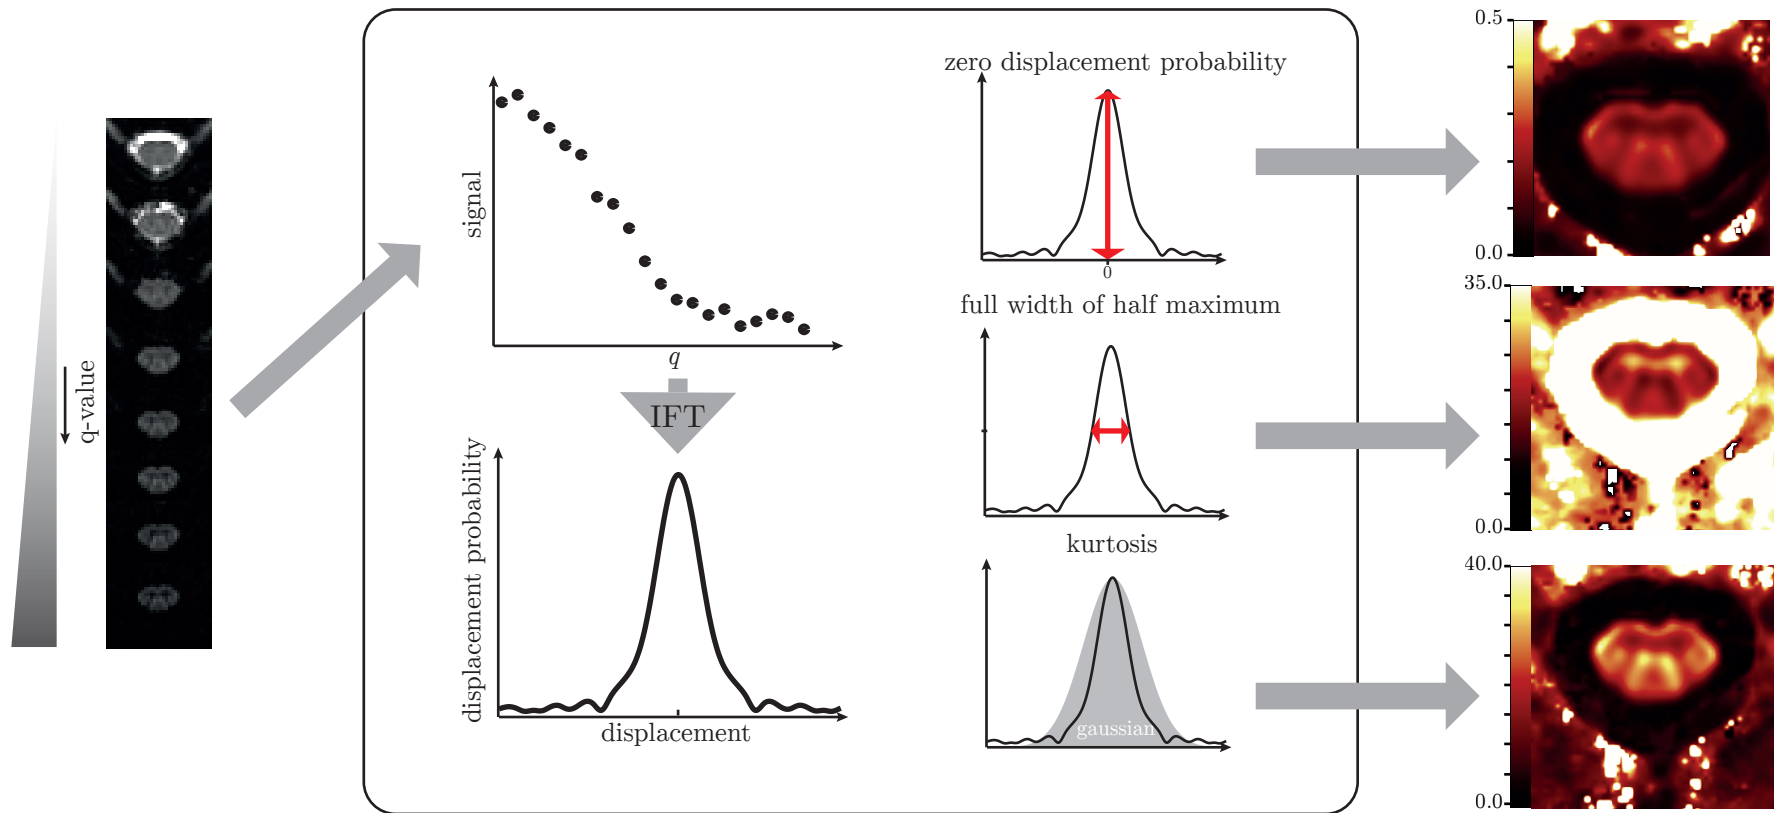 q-value
signal
q
IFT
displacement probability
displacement
zero displacement probability
0
full width of half maximum
kurtosis
gaussian
0.5
0.0
35.0
0.0
40.0
0.0